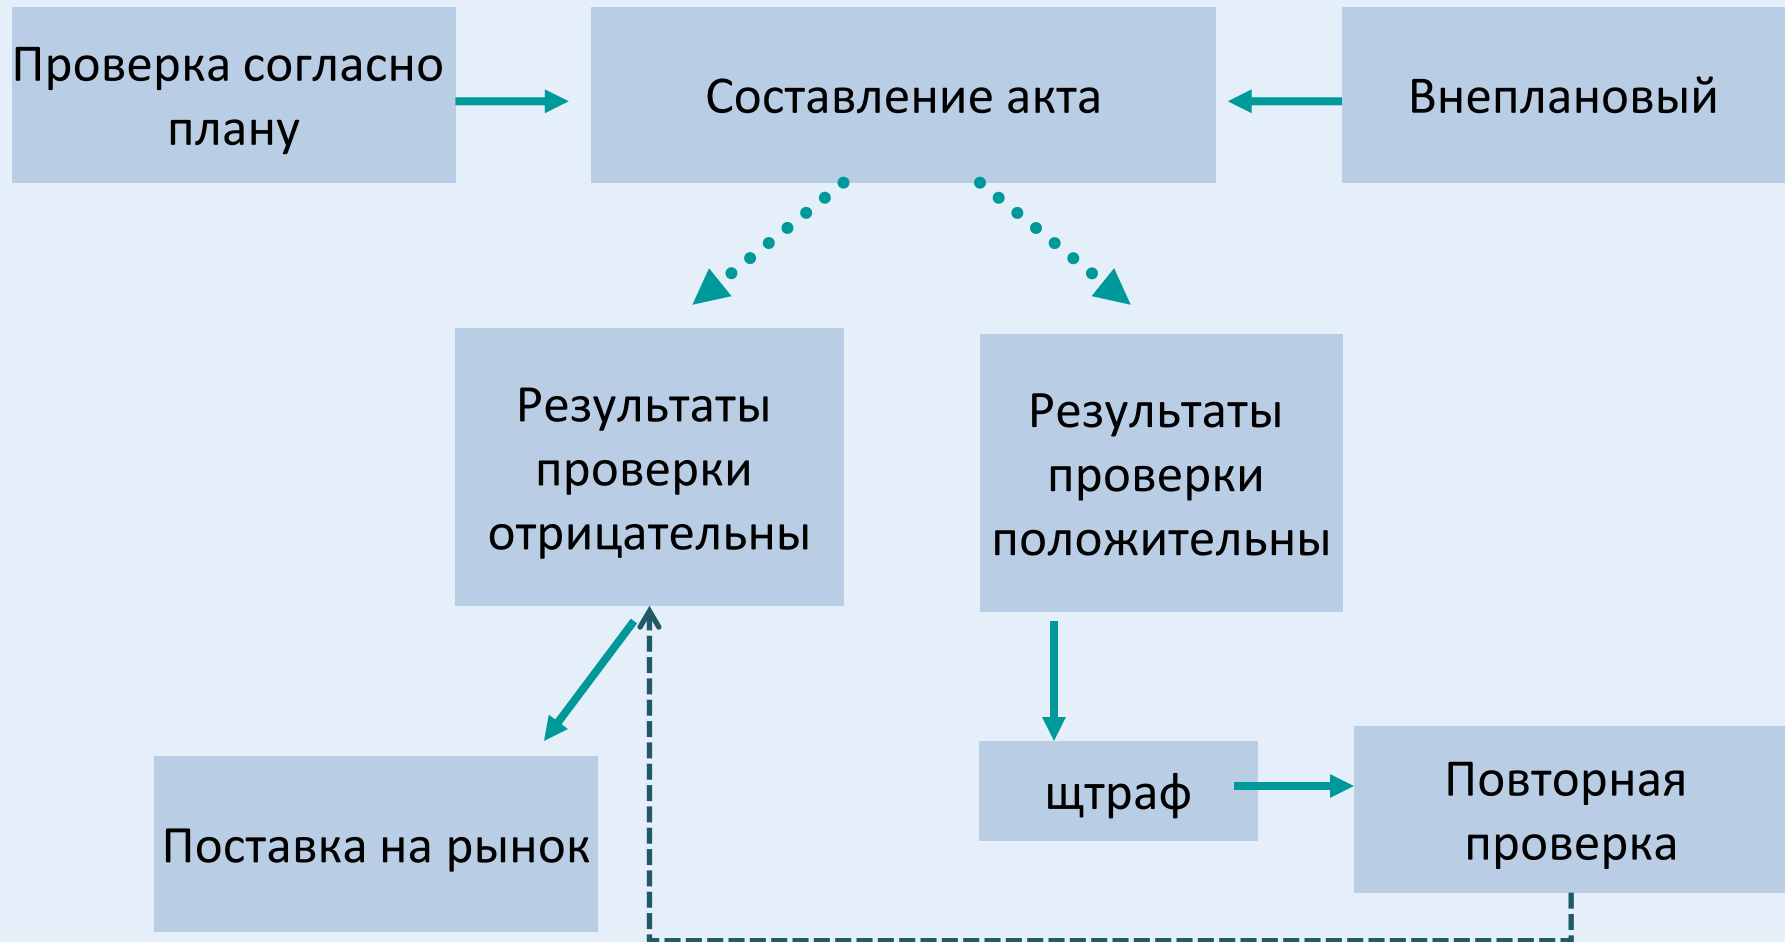 Проверка согласно
плану
Составление акта
Внеплановый
Результаты
проверки
отрицательны
Результаты
проверки
положительны
Поставка на рынок
щтраф
Повторная
проверка